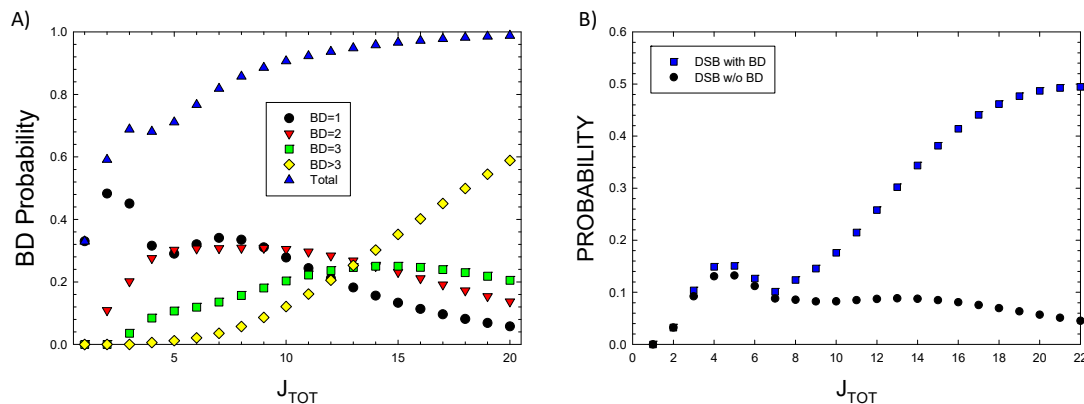 A)
BD Probability
1.0
0.8
0.6
0.4
0.2
0.0
BD=1
BD=2
BD=3
BD>3
Total
5
10
15
20
J_TOT
B)
PROBABILITY
0.6
0.5
0.4
0.3
0.2
0.1
0.0
DSB with BD
DSB w/o BD
0
2
4
6
8
10
12
14
16
18
20
22
J_TOT